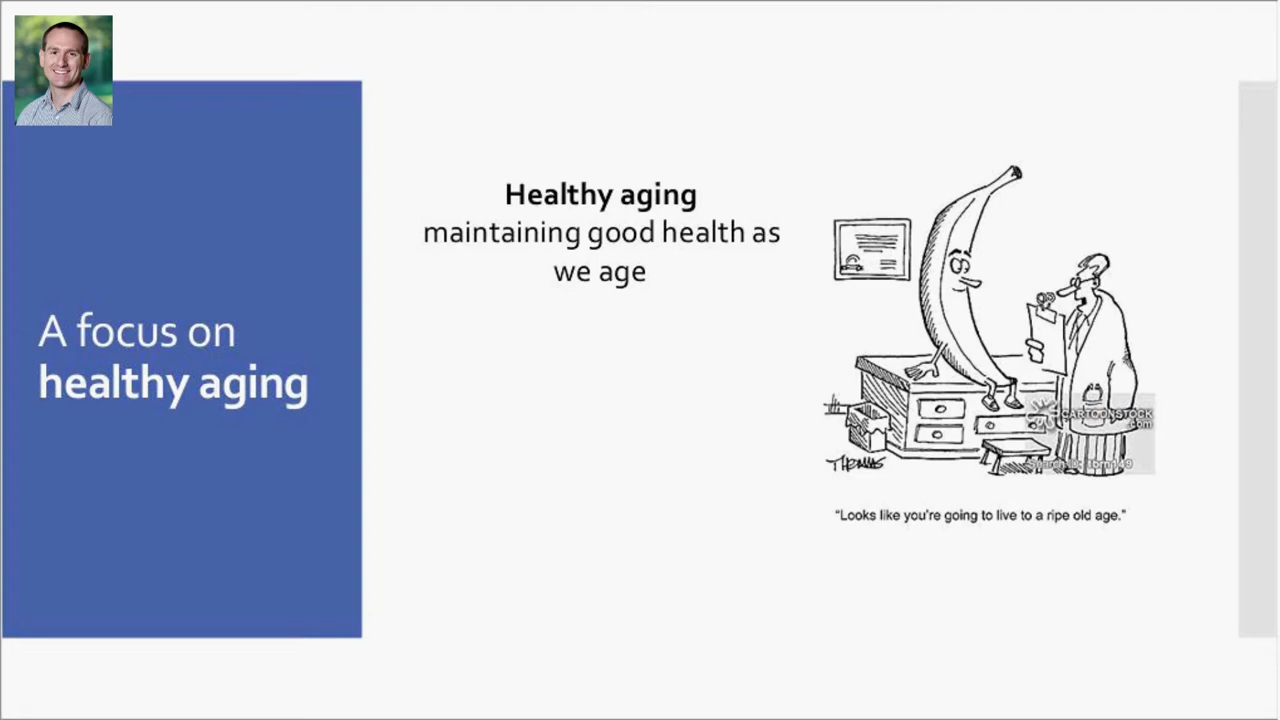 A focus on
healthy aging
Healthy aging
maintaining good health as
we age
THOMAS
CARTOONSTOCK
.com
"Looks like you're going to live to a ripe old age."